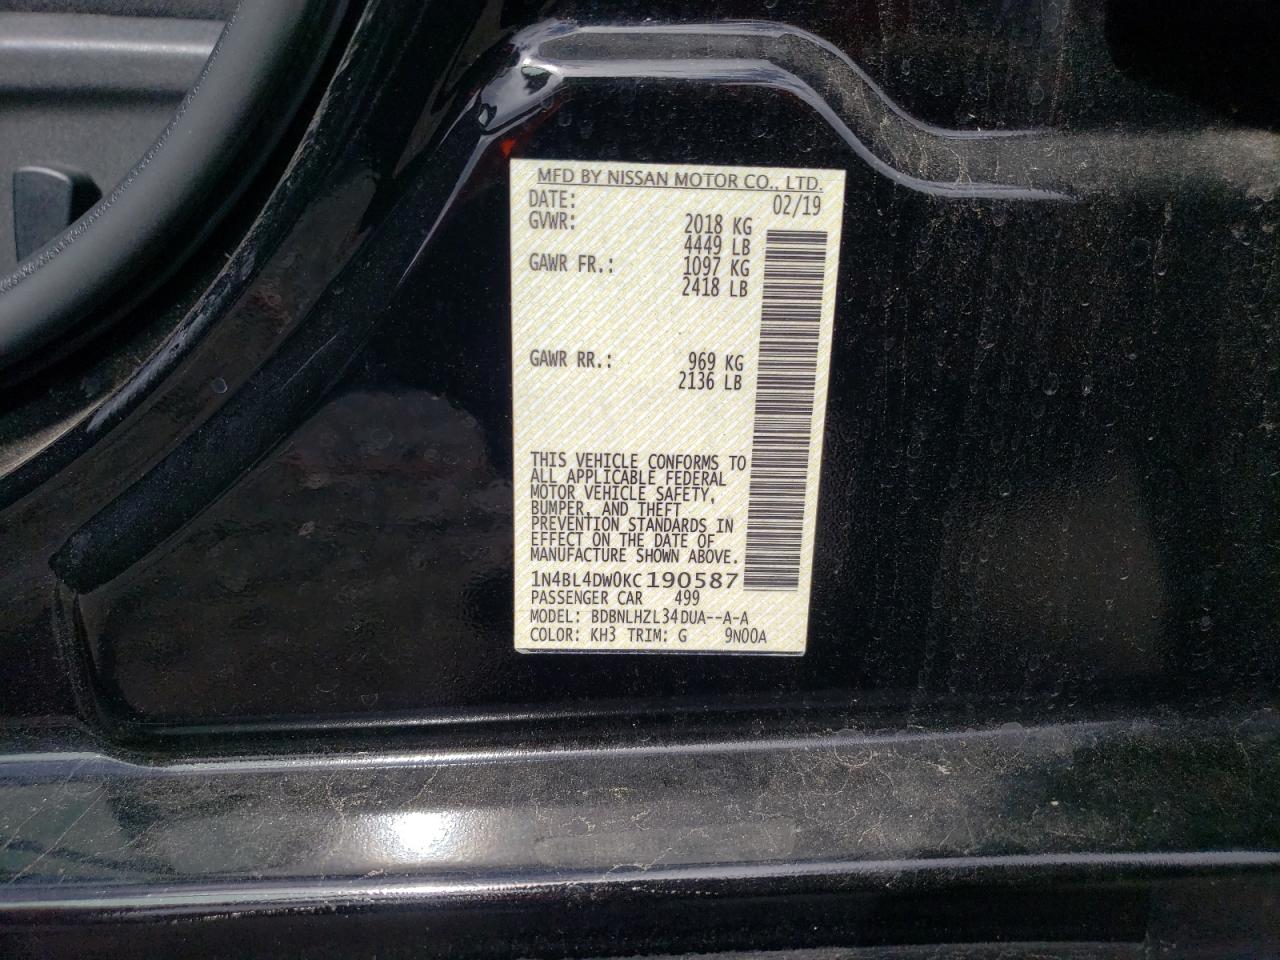 MFD BY NISSAN MOTOR CO., LTD.
DATE: 02/19
GVWR: 2018 KG
4449 LB
GAWR FR.: 1097 KG
2418 LB
GAWR RR.: 969 KG
2136 LB
THIS VEHICLE CONFORMS TO
ALL APPLICABLE FEDERAL
MOTOR VEHICLE SAFETY,
BUMPER, AND THEFT
PREVENTION STANDARDS IN
EFFECT ON THE DATE OF
MANUFACTURE SHOWN ABOVE.
1N4BL4DW0KC190587
PASSENGER CAR 499
MODEL: BDBNLHZL34DUA--A-A
COLOR: KH3 TRIM: G 9N00A